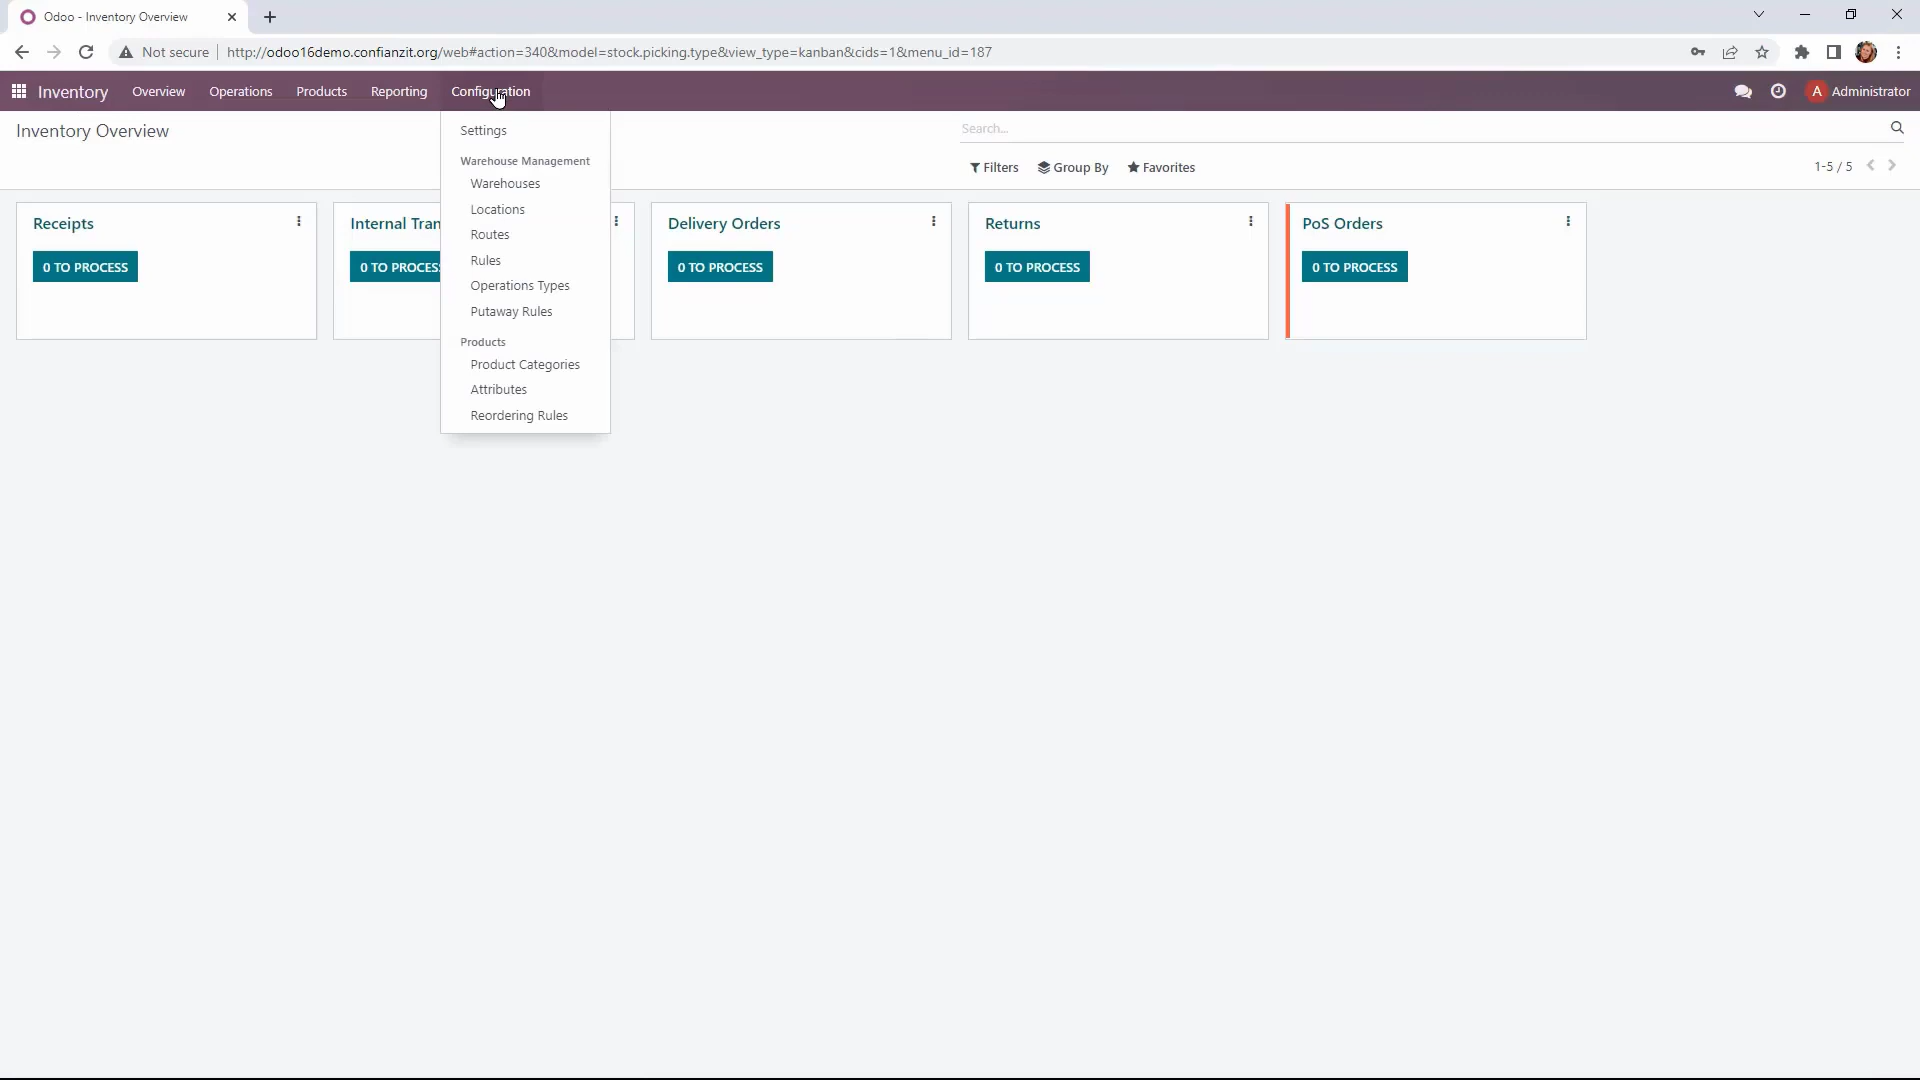 Odoo - Inventory Overview
Not secure http://odoo16demo.confianzit.org/web#action=340&model=stock.picking.type&view_type=kanban&cids=1&menu_id=187
Inventory Overview Operations Products Reporting Configuration A Administrator
Inventory Overview
Search...
Filters Group By Favorites 1-5 / 5
Settings
Warehouse Management
Warehouses
Locations
Routes
Rules
Operations Types
Putaway Rules
Products
Product Categories
Attributes
Reordering Rules
Receipts
0 TO PROCESS
Internal Tran
0 TO PROCES
Delivery Orders
0 TO PROCESS
Returns
0 TO PROCESS
PoS Orders
0 TO PROCESS